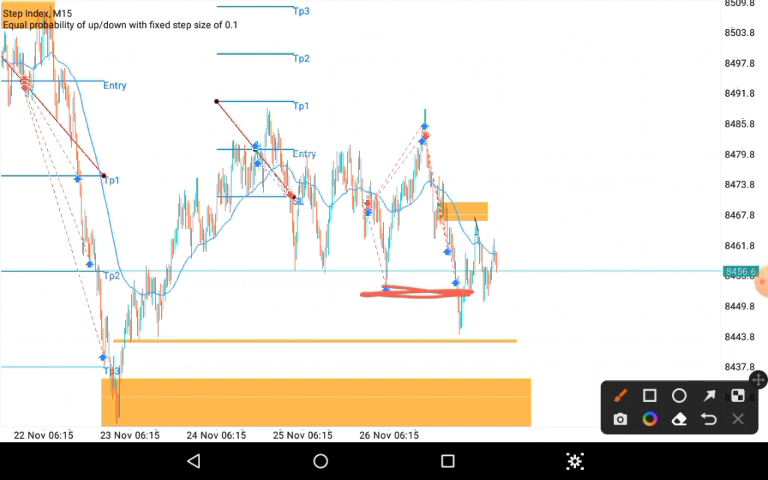 Step Index, M15
Equal probability of up/down with fixed step size of 0.1
Tp3
Tp2
Entry
Tp1
Entry
Tp1
SL
Tp2
Tp3
8509.8
8503.8
8497.8
8491.8
8485.8
8479.8
8473.8
8467.8
8461.8
8456.6
8449.8
8443.8
8437.8
22 Nov 06:15
23 Nov 06:15
24 Nov 06:15
25 Nov 06:15
26 Nov 06:15